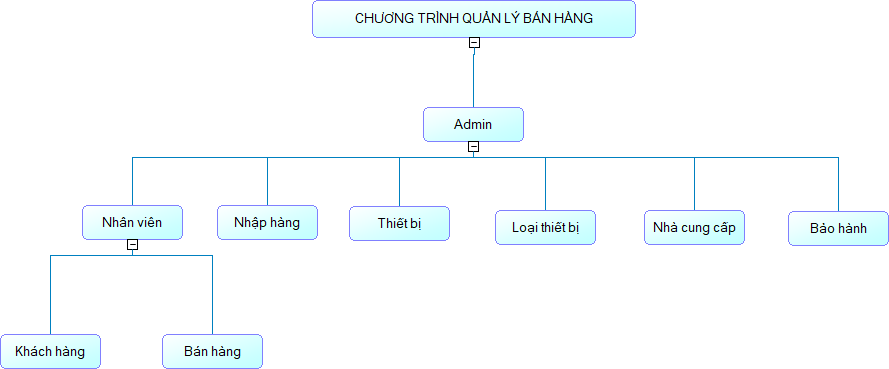 CHƯƠNG TRÌNH QUẢN LÝ BÁN HÀNG
Admin
Nhân viên
Nhập hàng
Thiết bị
Loại thiết bị
Nhà cung cấp
Bảo hành
Khách hàng
Bán hàng